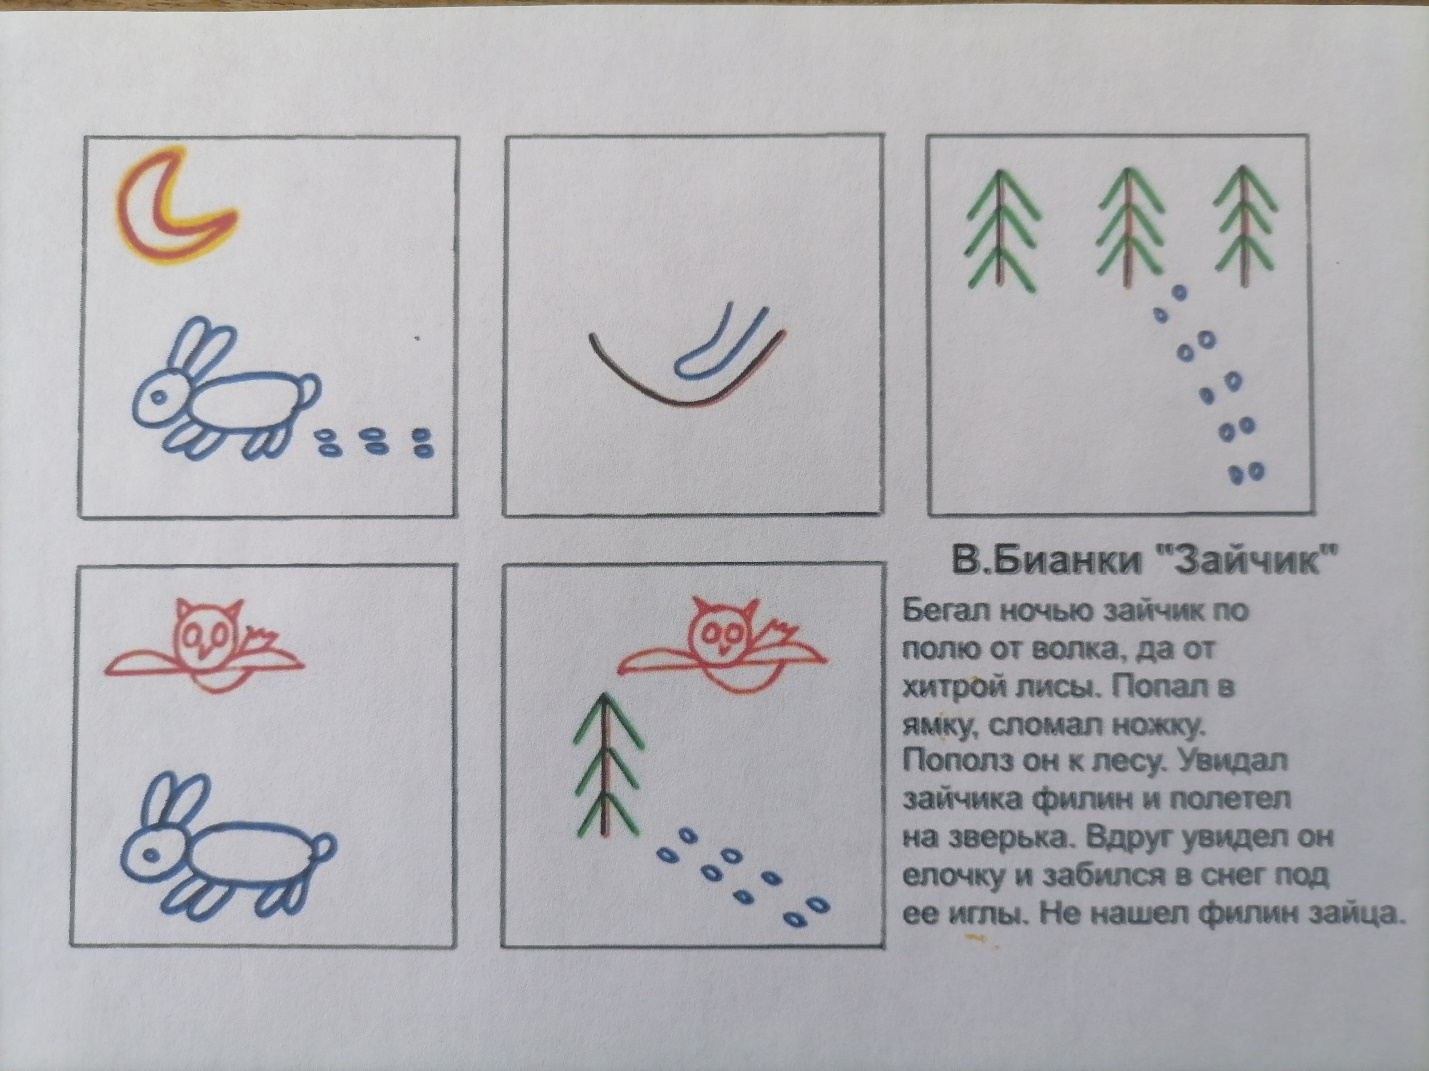 В.Бианки "Зайчик"
Бегал ночью зайчик по
полю от волка, да от
хитрой лисы. Попал в
ямку, сломал ножку.
Пополз он к лесу. Увидал
зайчика филин и полетел
на зверька. Вдруг увидел он
елочку и забился в снег под
ее иглы. Не нашел филин зайца.